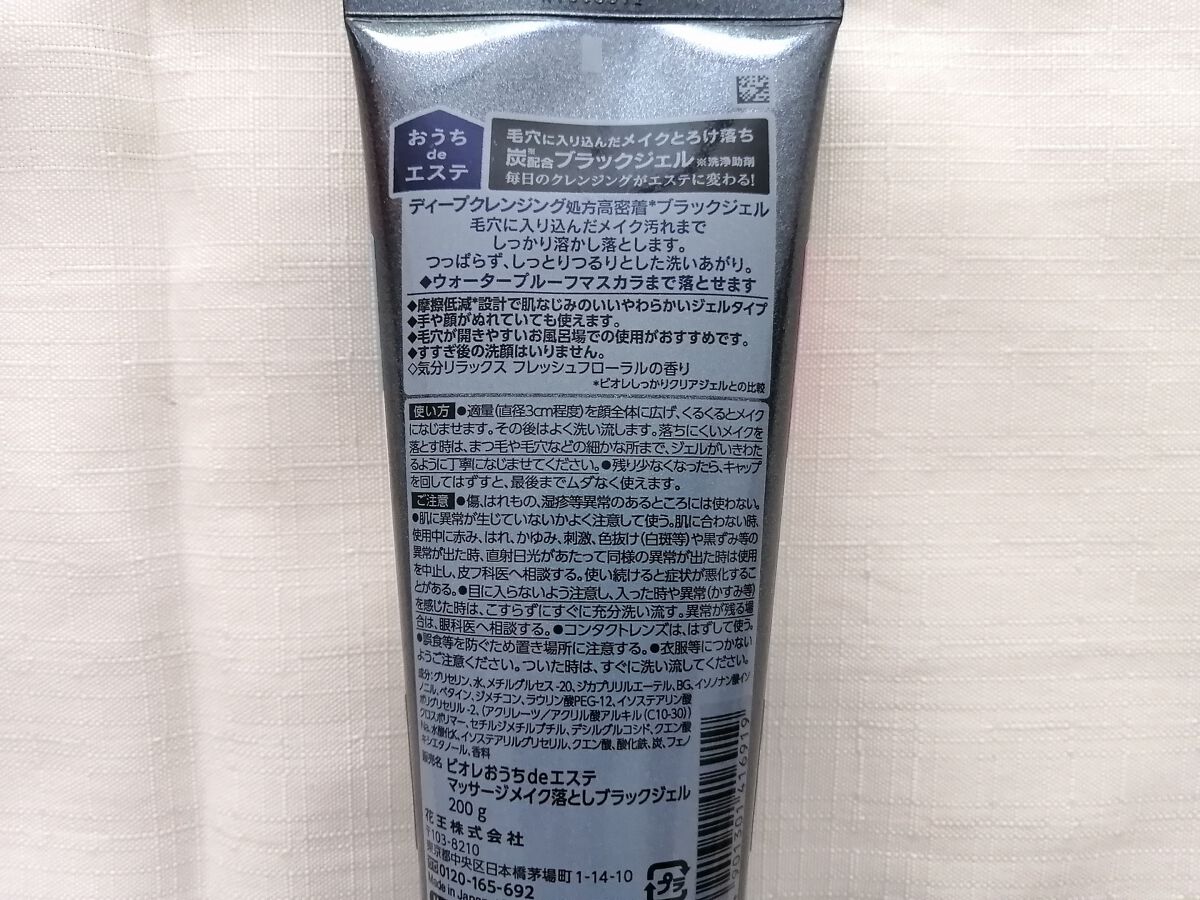 おうち
de
エステ
毛穴に入り込んだメイクとろけ落ち
炭※配合ブラックジェル ※洗浄助剤
毎日のクレンジングがエステに変わる!
ディープクレンジング処方高密着*ブラックジェル
毛穴に入り込んだメイク汚れまで
しっかり溶かし落とします。
つっぱらず、しっとりつるりとした洗いあがり。
◆ウォータープルーフマスカラまで落とせます
◆摩擦低減*設計で肌なじみのいいやわらかいジェルタイプ
◆手や顔がぬれていても使えます。
◆毛穴が開きやすいお風呂場での使用がおすすめです。
◆すすぎ後の洗顔はいりません。
◇気分リラックス フレッシュフローラルの香り
*ビオレしっかりクリアジェルとの比較
使い方 ●適量(直径3cm程度)を顔全体に広げ、くるくるとメイク
になじませます。その後はよく洗い流します。落ちにくいメイクを
落とす時は、まつ毛や毛穴などの細かな所まで、ジェルがいきわた
るように丁寧になじませてください。●残り少なくなったら、キャップ
を回してはずすと、最後までムダなく使えます。
ご注意 ●傷、はれもの、湿疹等異常のあるところには使わない。
●肌に異常が生じていないかよく注意して使う。肌に合わない時、
使用中に赤み、はれ、かゆみ、刺激、色抜け(白斑等)や黒ずみ等の
異常が出た時、直射日光があたって同様の異常が出た時は使用
を中止し、皮フ科医へ相談する。使い続けると症状が悪化するこ
とがある。●目に入らないよう注意し、入った時や異常(かすみ等)
を感じた時は、こすらずにすぐに充分洗い流す。異常が残る場
合は、眼科医へ相談する。●コンタクトレンズは、はずして使う。
●誤食等を防ぐため置き場所に注意する。●衣服等につかない
ようご注意ください。ついた時は、すぐに洗い流してください。
成分:グリセリン、水、メチルグルセス-20、ジカプリリルエーテル、BG、イソノナン酸イソ
ノニル、ベタイン、ジメチコン、ラウリン酸PEG-12、イソステアリン酸
ポリグリセリル-2、(アクリレーツ/アクリル酸アルキル(C10-30))
クロスポリマー、セチルジメチルブチル、デシルグルコシド、クエン酸
Na、水酸化K、イソステアリルグリセリル、クエン酸、酸化鉄、炭、フェノ
キシエタノール、香料
販売名 ビオレおうちdeエステ
マッサージメイク落としブラックジェル
200g
花王株式会社
〒103-8210
東京都中央区日本橋茅場町1-14-10
0120-165-692
Made in Japan
プラ
4901301416919